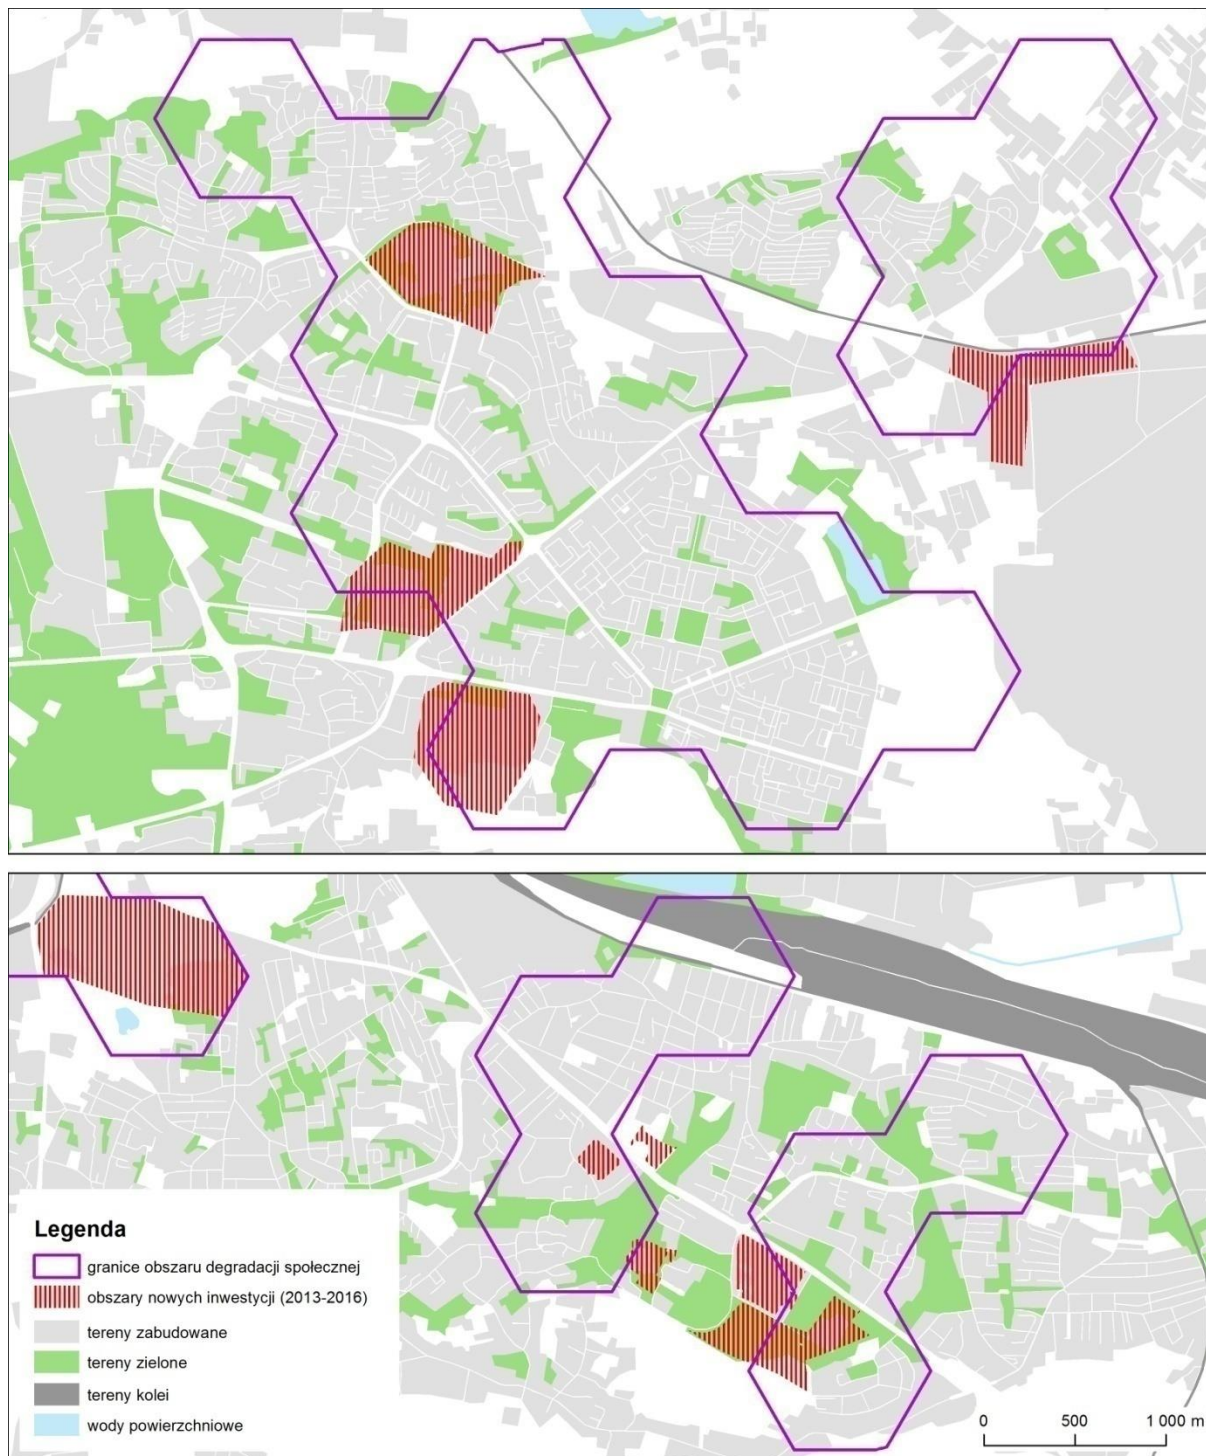 Legenda
granice obszaru degradacji społecznej
obszary nowych inwestycji (2013-2016)
tereny zabudowane
tereny zielone
tereny kolei
wody powierzchniowe
0 500 1 000 m